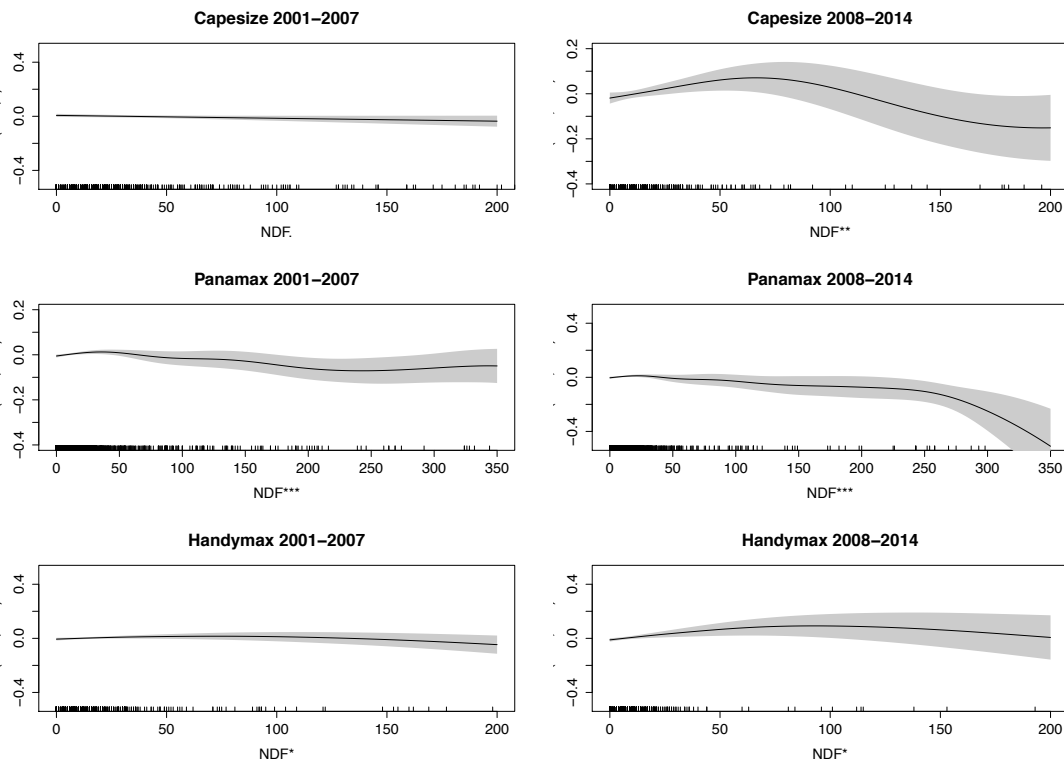 Capesize 2001−2007
0.4
0.0
−0.4
0 50 100 150 200
NDF.
Capesize 2008−2014
0.2
0.0
−0.2
−0.4
0 50 100 150 200
NDF**
Panamax 2001−2007
0.2
0.0
−0.2
−0.4
0 50 100 150 200 250 300 350
NDF***
Panamax 2008−2014
0.4
0.0
−0.4
0 50 100 150 200 250 300 350
NDF***
Handymax 2001−2007
0.4
0.0
−0.4
0 50 100 150 200
NDF*
Handymax 2008−2014
0.4
0.0
−0.4
0 50 100 150 200
NDF*